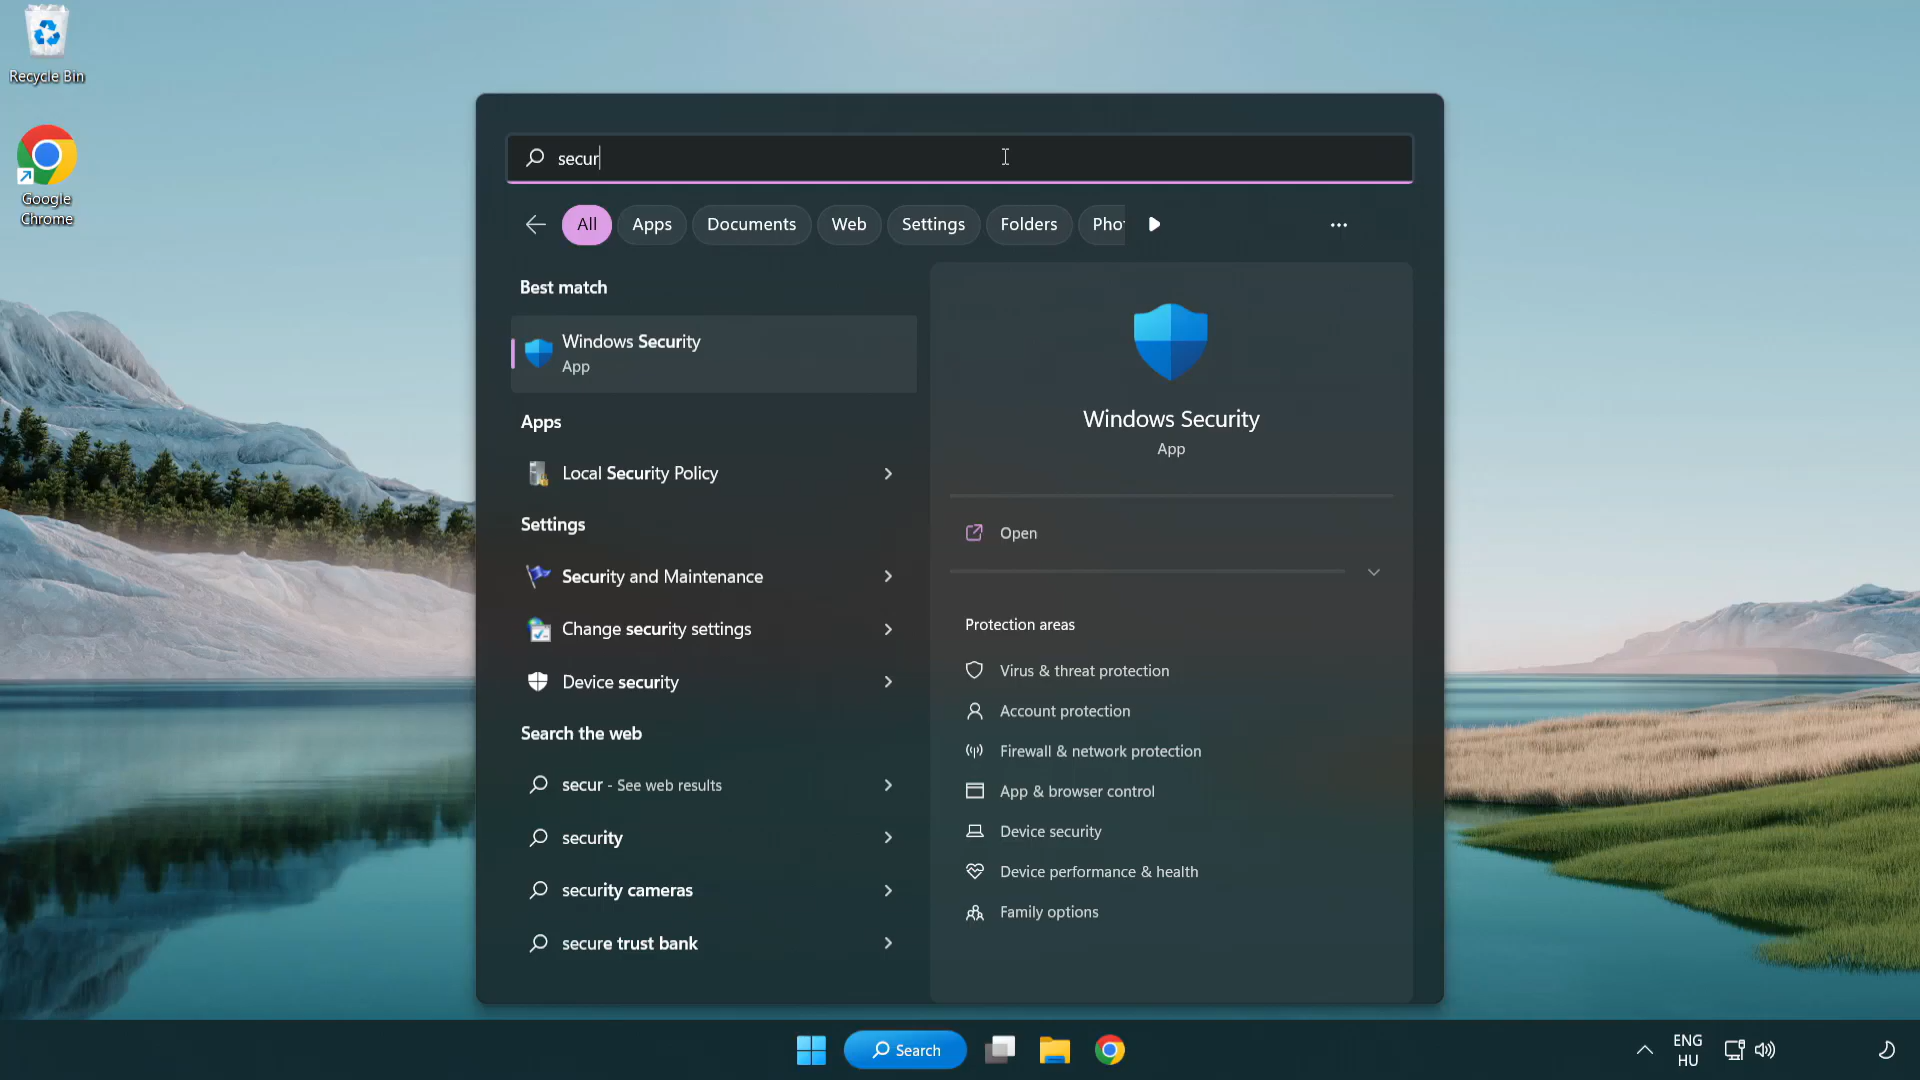 Recycle Bin
Google
Chrome
secur
All
Apps
Documents
Web
Settings
Folders
Pho
Best match
Windows Security
App
Apps
Local Security Policy
Settings
Security and Maintenance
Change security settings
Device security
Search the web
secur - See web results
security
security cameras
secure trust bank
Windows Security
App
Open
Protection areas
Virus & threat protection
Account protection
Firewall & network protection
App & browser control
Device security
Device performance & health
Family options
Search
ENG
HU